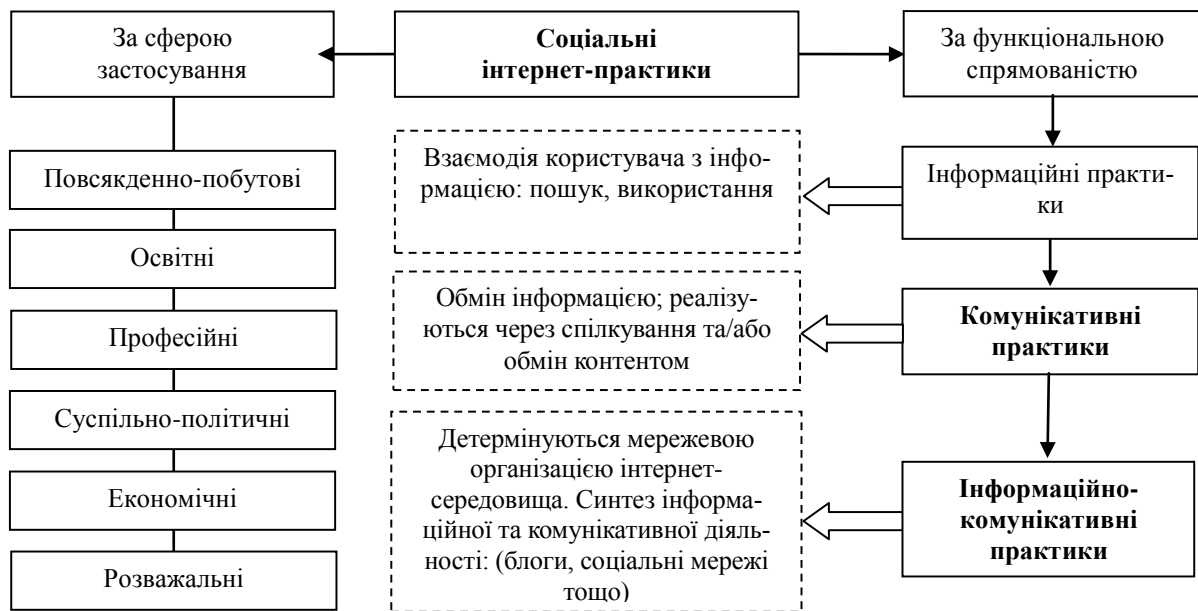 За сферою
застосування
Соціальні
інтернет-практики
За функціональною
спрямованістю
Повсякденно-побутові
Освітні
Професійні
Суспільно-політичні
Економічні
Розважальні
Взаємодія користувача з інфо-
рмацією: пошук, використання
Інформаційні практи-
ки
Обмін інформацією; реалізу-
ються через спілкування та/або
обмін контентом
Комунікативні
практики
Детермінуються мережевою
організацією інтернет-
середовища. Синтез інформа-
ційної та комунікативної діяль-
ності: (блоги, соціальні мережі
тощо)
Інформаційно-
комунікативні
практики